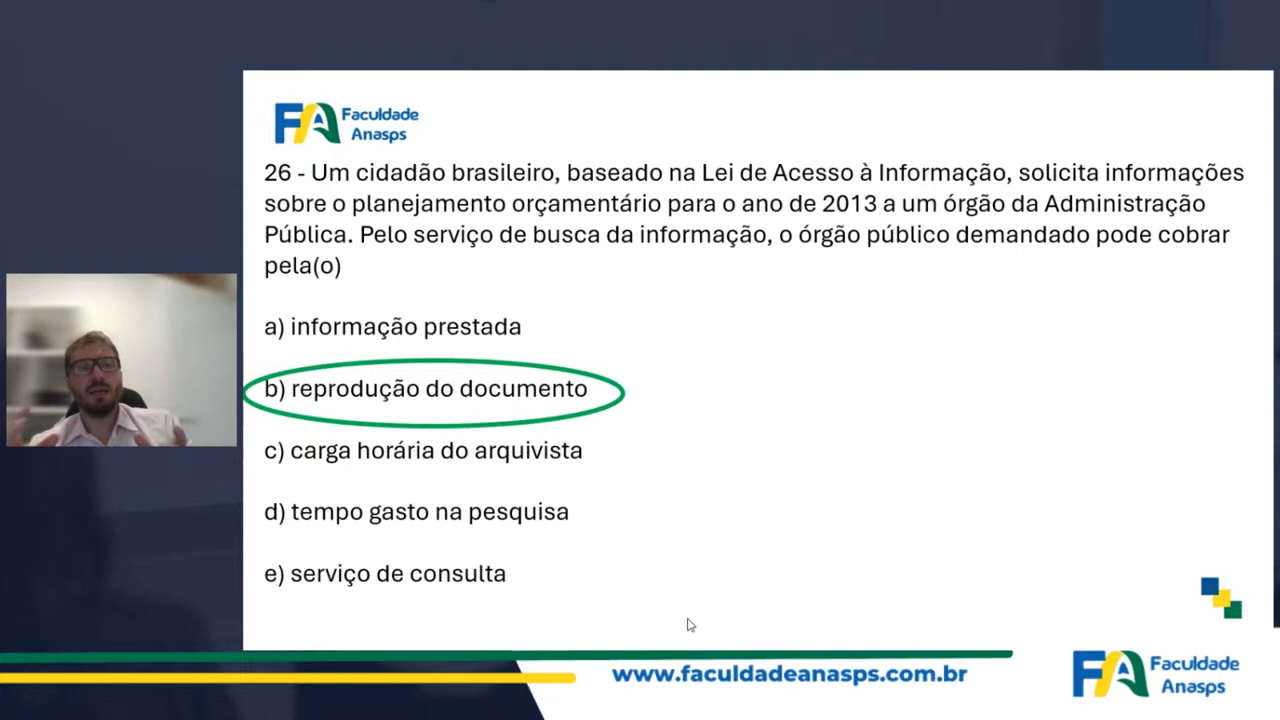 Faculdade
Anasps
26 - Um cidadão brasileiro, baseado na Lei de Acesso à Informação, solicita informações
sobre o planejamento orçamentário para o ano de 2013 a um órgão da Administração
Pública. Pelo serviço de busca da informação, o órgão público demandado pode cobrar
pela(o)
a) informação prestada
b) reprodução do documento
c) carga horária do arquivista
d) tempo gasto na pesquisa
e) serviço de consulta
www.faculdadeanasps.com.br
Faculdade
Anasps